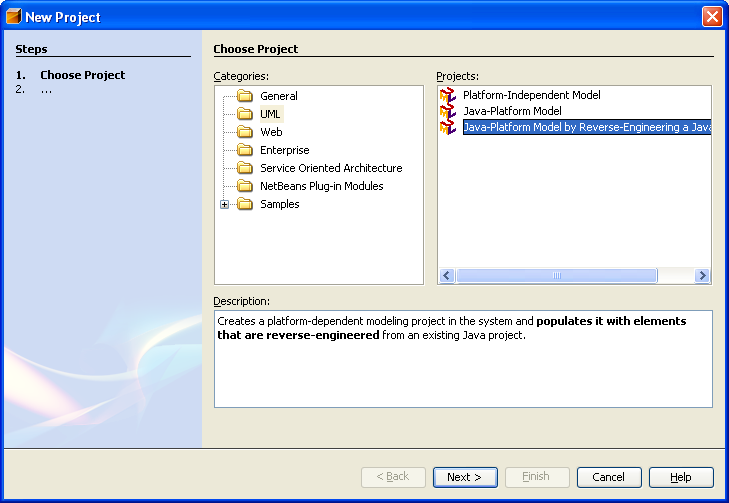 New Project
Steps
1. Choose Project
2. ...
Choose Project
Categories:
General
UML
Web
Enterprise
Service Oriented Architecture
NetBeans Plug-in Modules
Samples
Projects:
Platform-Independent Model
Java-Platform Model
Java-Platform Model by Reverse-Engineering a Java
Description:
Creates a platform-dependent modeling project in the system and populates it with elements
that are reverse-engineered from an existing Java project.
< Back
Next >
Finish
Cancel
Help